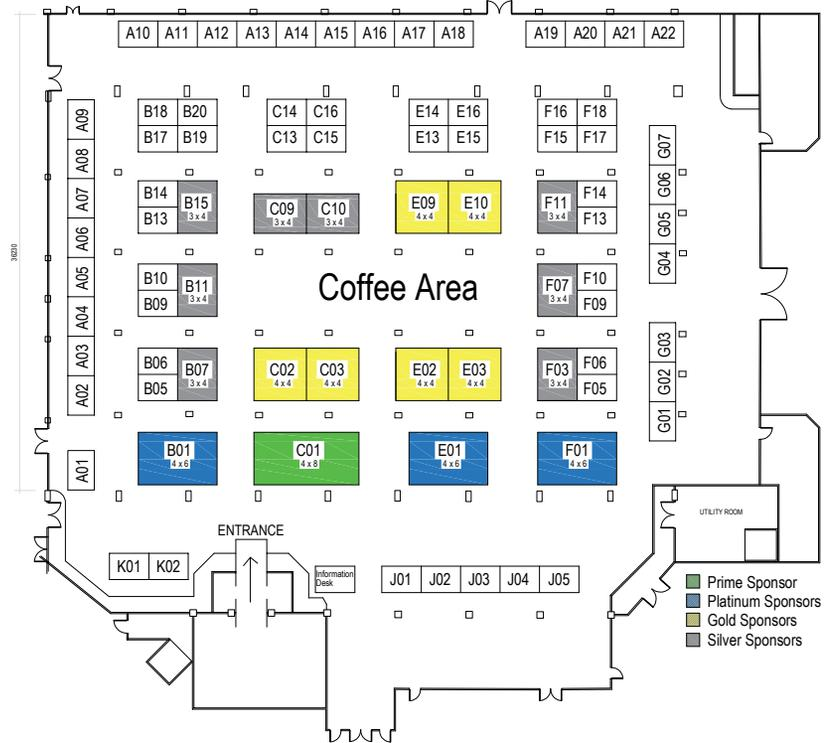 A10 A11 A12 A13 A14 A15 A16 A17 A18 A19 A20 A21 A22
A09
A08
A07
A06
A05
A04
A03
A02
A01
36230
B18 B20
B17 B19
C14 C16
C13 C15
E14 E16
E13 E15
F16 F18
F15 F17
B14
B13
B15
3 x 4
C09
3 x 4
C10
3 x 4
E09
4 x 4
E10
4 x 4
F11
3 x 4
F14
F13
G07
G06
G05
G04
B10
B09
B11
3 x 4
Coffee Area
F07
3 x 4
F10
F09
B06
B05
B07
3 x 4
C02
4 x 4
C03
4 x 4
E02
4 x 4
E03
4 x 4
F03
3 x 4
F06
F05
G03
G02
G01
B01
4 x 6
C01
4 x 8
E01
4 x 6
F01
4 x 6
UTILITY ROOM
ENTRANCE
K01 K02
Information
Desk
J01 J02 J03 J04 J05
Prime Sponsor
Platinum Sponsors
Gold Sponsors
Silver Sponsors